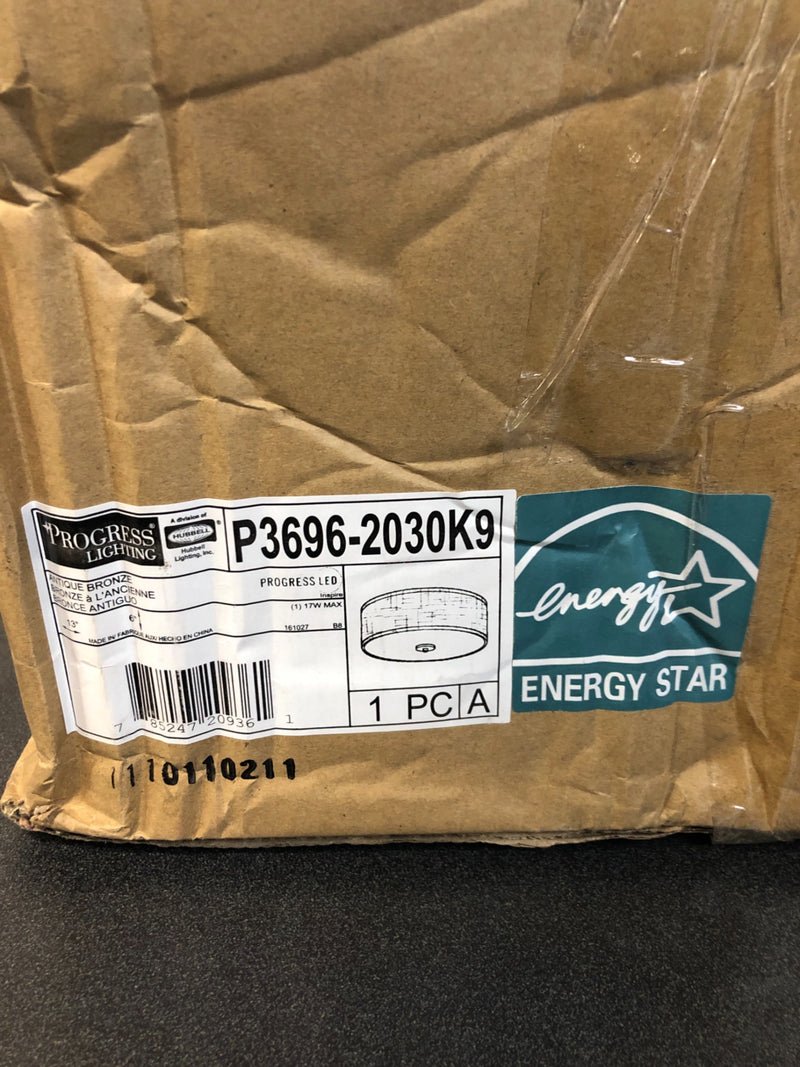 PROGRESS®
LIGHTING
A division of
HUBBELL®
Hubbell
Lighting, Inc.
P3696-2030K9
ANTIQUE BRONZE
BRONZE à L'ANCIENNE
BRONCE ANTIGUO
13" 6"
MADE IN/ FABRIQUÉ AU/ HECHO EN CHINA
PROGRESS LED
Inspire
(1) 17W MAX
161027 B8
7 85247 20936 1
1 PC A
energy
ENERGY STAR
1110110211